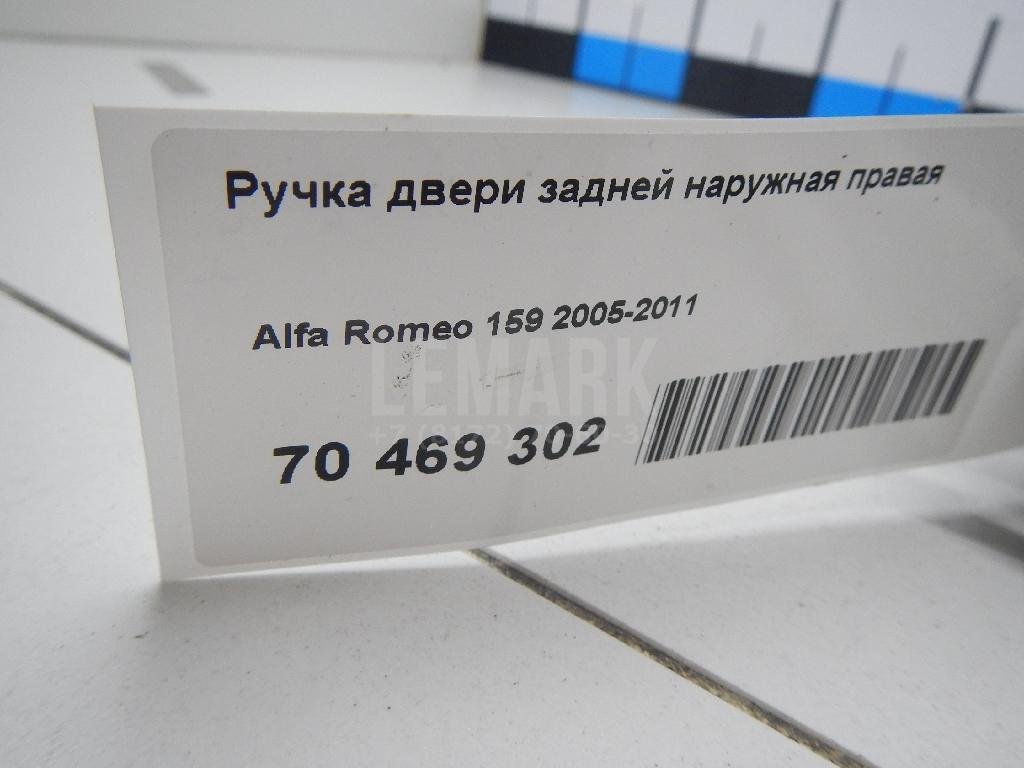 Ручка двери задней наружная правая
Alfa Romeo 159 2005-2011
LEMARK
70 469 302